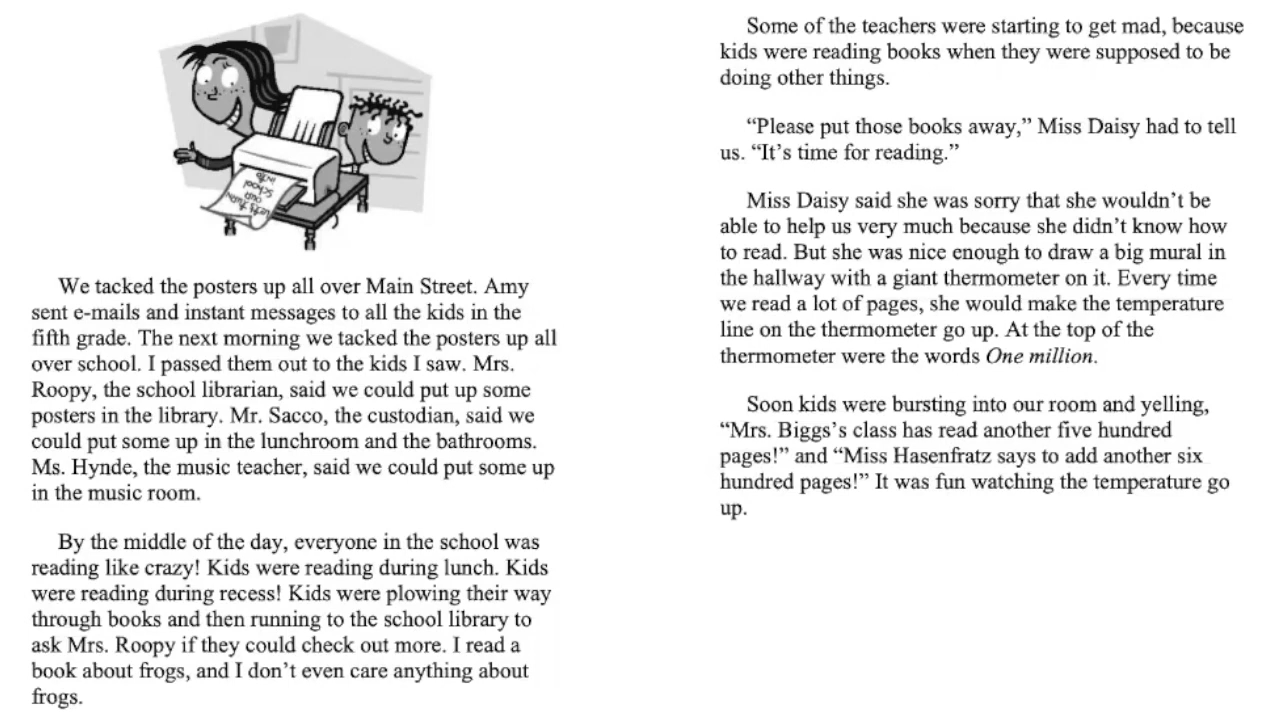 We tacked the posters up all over Main Street. Amy
sent e-mails and instant messages to all the kids in the
fifth grade. The next morning we tacked the posters up all
over school. I passed them out to the kids I saw. Mrs.
Roopy, the school librarian, said we could put up some
posters in the library. Mr. Sacco, the custodian, said we
could put some up in the lunchroom and the bathrooms.
Ms. Hynde, the music teacher, said we could put some up
in the music room.
By the middle of the day, everyone in the school was
reading like crazy! Kids were reading during lunch. Kids
were reading during recess! Kids were plowing their way
through books and then running to the school library to
ask Mrs. Roopy if they could check out more. I read a
book about frogs, and I don’t even care anything about
frogs.
Some of the teachers were starting to get mad, because
kids were reading books when they were supposed to be
doing other things.
“Please put those books away,” Miss Daisy had to tell
us. “It’s time for reading.”
Miss Daisy said she was sorry that she wouldn’t be
able to help us very much because she didn’t know how
to read. But she was nice enough to draw a big mural in
the hallway with a giant thermometer on it. Every time
we read a lot of pages, she would make the temperature
line on the thermometer go up. At the top of the
thermometer were the words One million.
Soon kids were bursting into our room and yelling,
“Mrs. Biggs’s class has read another five hundred
pages!” and “Miss Hasenfratz says to add another six
hundred pages!” It was fun watching the temperature go
up.